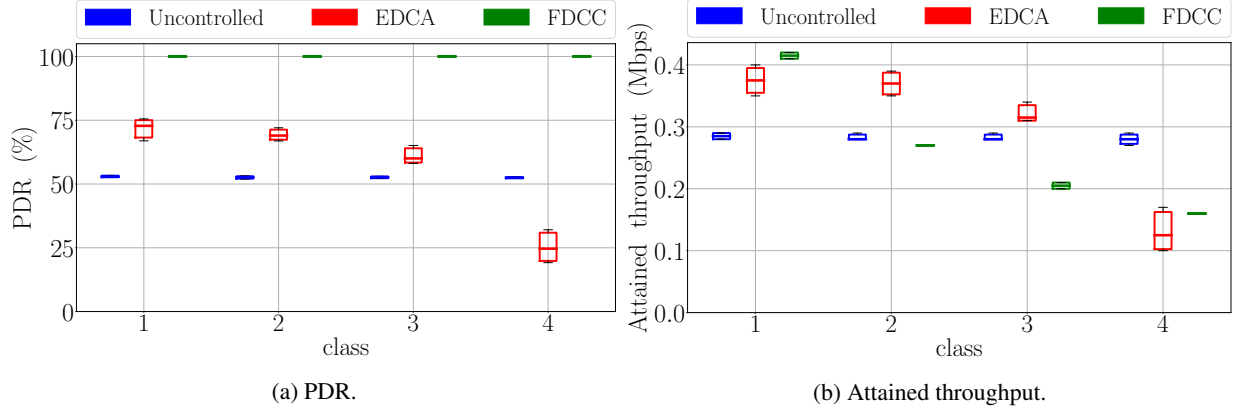 Uncontrolled EDCA FDCC
100
75
50
25
0
PDR (%)
1 2 3 4
class
(a) PDR.
Uncontrolled EDCA FDCC
0.4
0.3
0.2
0.1
0.0
Attained throughput (Mbps)
1 2 3 4
class
(b) Attained throughput.